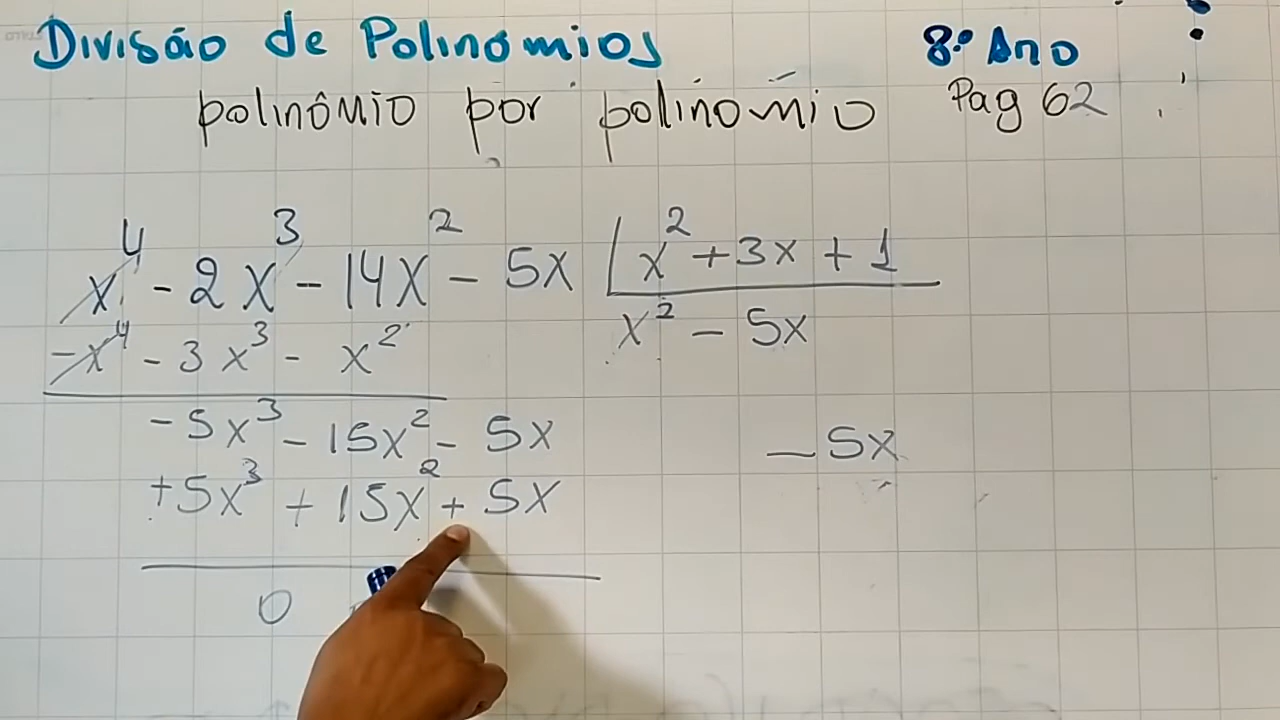 Divisão de Polinomios
8.º Ano
polinômio por polinômio
Pag 62
x⁴ - 2x³ - 14x² - 5x | x² + 3x + 1
-x⁴ - 3x³ - x²
x² - 5x
-5x³ - 15x² - 5x
- 5x
+5x³ + 15x² + 5x
0